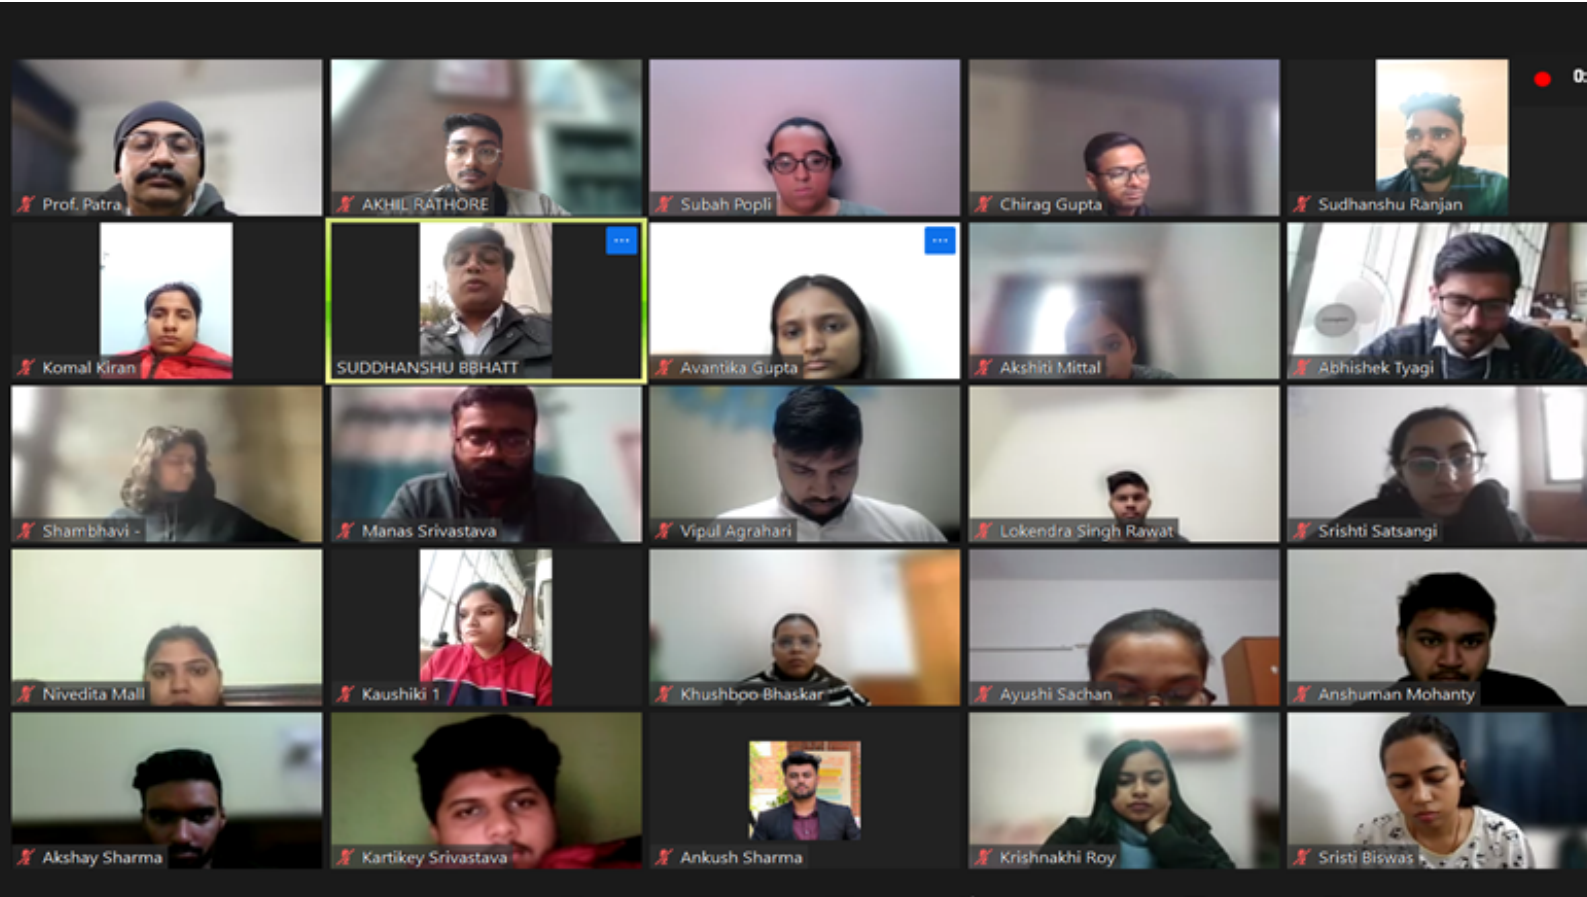 0:
Prof. Patra
AKHIL RATHORE
Subah Popli
Chirag Gupta
Sudhanshu Ranjan
Komal Kiran
SUDDHANSHU BBHATT
Avantika Gupta
Akshiti Mittal
Abhishek Tyagi
Shambhavi -
Manas Srivastava
Vipul Agrahari
Lokendra Singh Rawat
Srishti Satsangi
Nivedita Mall
Kaushiki 1
Khushboo Bhaskar
Ayushi Sachan
Anshuman Mohanty
Akshay Sharma
Kartikey Srivastava
Ankush Sharma
Krishnakhi Roy
Sristi Biswas